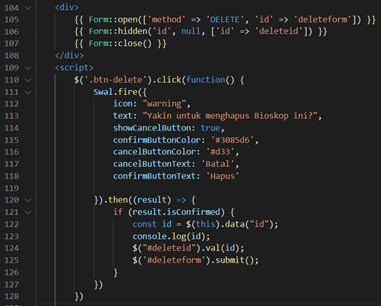 104 <div>
105 {{ Form::open(['method' => 'DELETE', 'id' => 'deleteform']) }}
106 {{ Form::hidden('id', null, ['id' => 'deleteid']) }}
107 {{ Form::close() }}
108 </div>
109 <script>
110 $('.btn-delete').click(function() {
111 Swal.fire({
112 icon: "warning",
113 text: "Yakin untuk menghapus Bioskop ini?",
114 showCancelButton: true,
115 confirmButtonColor: '#3085d6',
116 cancelButtonColor: '#d33',
117 cancelButtonText: 'Batal',
118 confirmButtonText: 'Hapus'
119
120 }).then((result) => {
121 if (result.isConfirmed) {
122 const id = $(this).data("id");
123 console.log(id);
124 $("#deleteid").val(id);
125 $('#deleteform').submit();
126 }
127 })
128 })